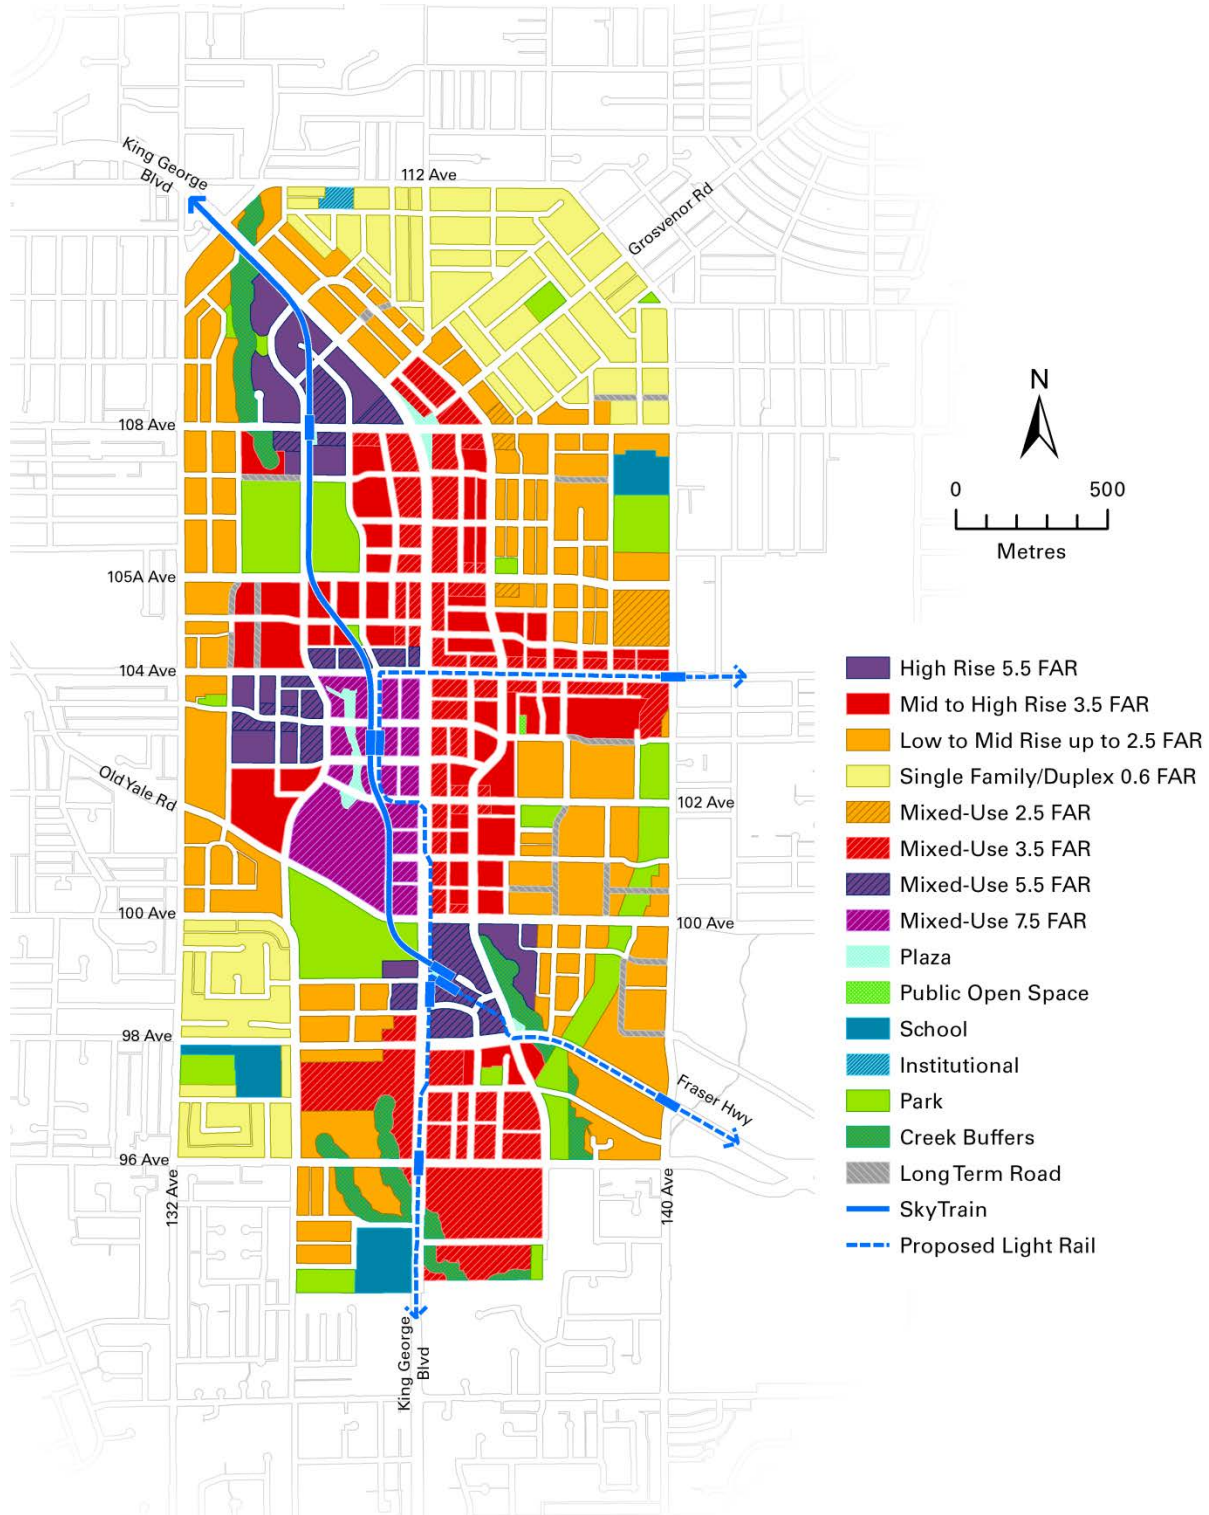 King George
Blvd
112 Ave
Grosvenor Rd
108 Ave
105A Ave
104 Ave
Old Yale Rd
102 Ave
100 Ave
100 Ave
98 Ave
Fraser Hwy
96 Ave
132 Ave
140 Ave
King George
Blvd
N
0 500
Metres
High Rise 5.5 FAR
Mid to High Rise 3.5 FAR
Low to Mid Rise up to 2.5 FAR
Single Family/Duplex 0.6 FAR
Mixed-Use 2.5 FAR
Mixed-Use 3.5 FAR
Mixed-Use 5.5 FAR
Mixed-Use 7.5 FAR
Plaza
Public Open Space
School
Institutional
Park
Creek Buffers
Long Term Road
SkyTrain
Proposed Light Rail